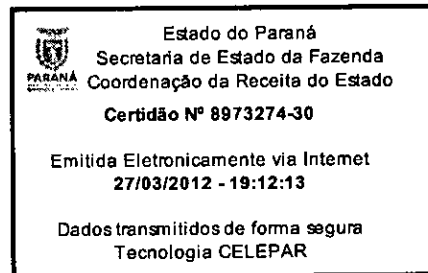 Estado do Paraná
Secretaria de Estado da Fazenda
PARANÁ
Coordenação da Receita do Estado
Certidão Nº 8973274-30
Emitida Eletronicamente via Internet
27/03/2012 - 19:12:13
Dados transmitidos de forma segura
Tecnologia CELEPAR